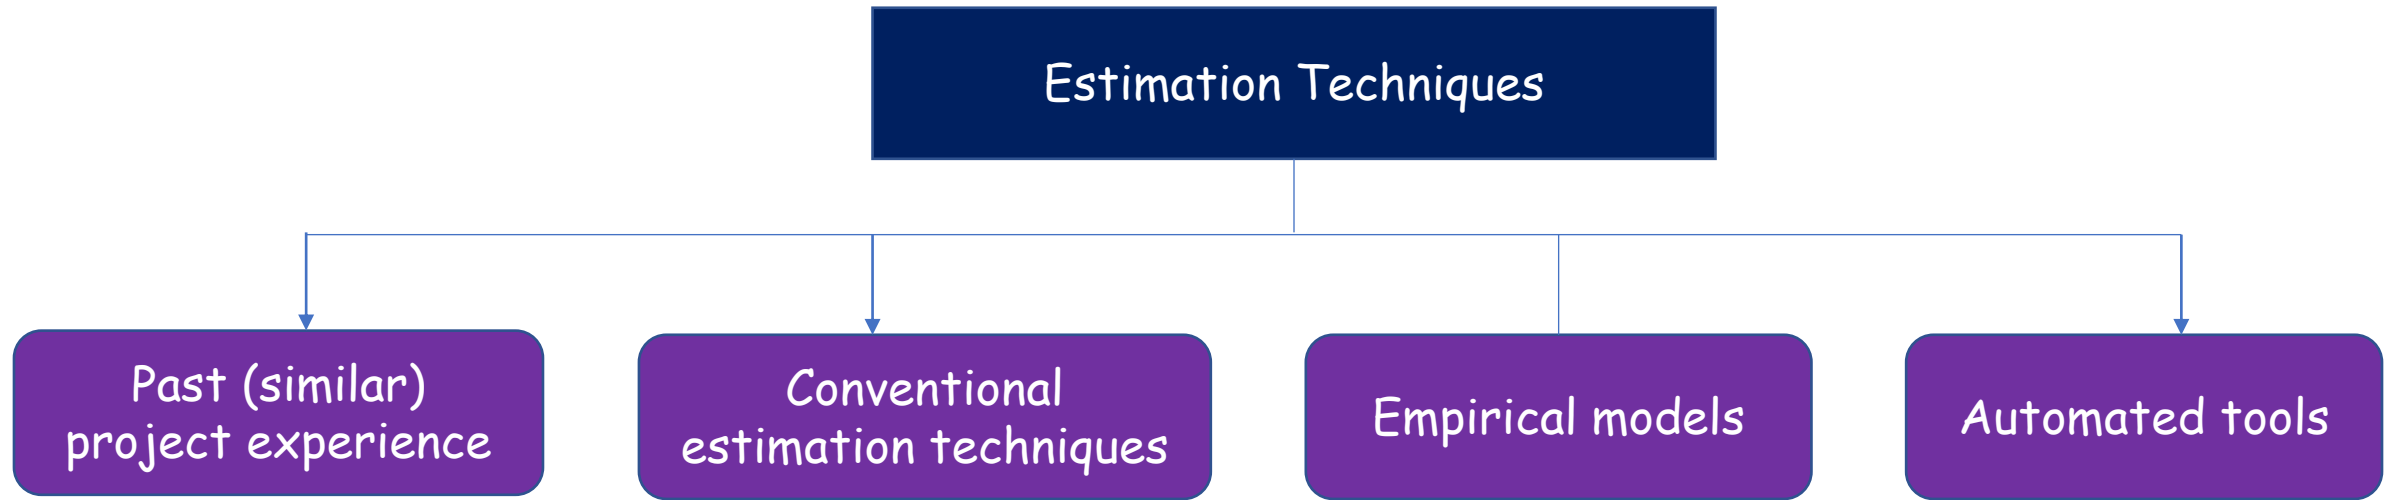 Estimation Techniques
Past (similar)
project experience
Conventional
estimation techniques
Empirical models
Automated tools